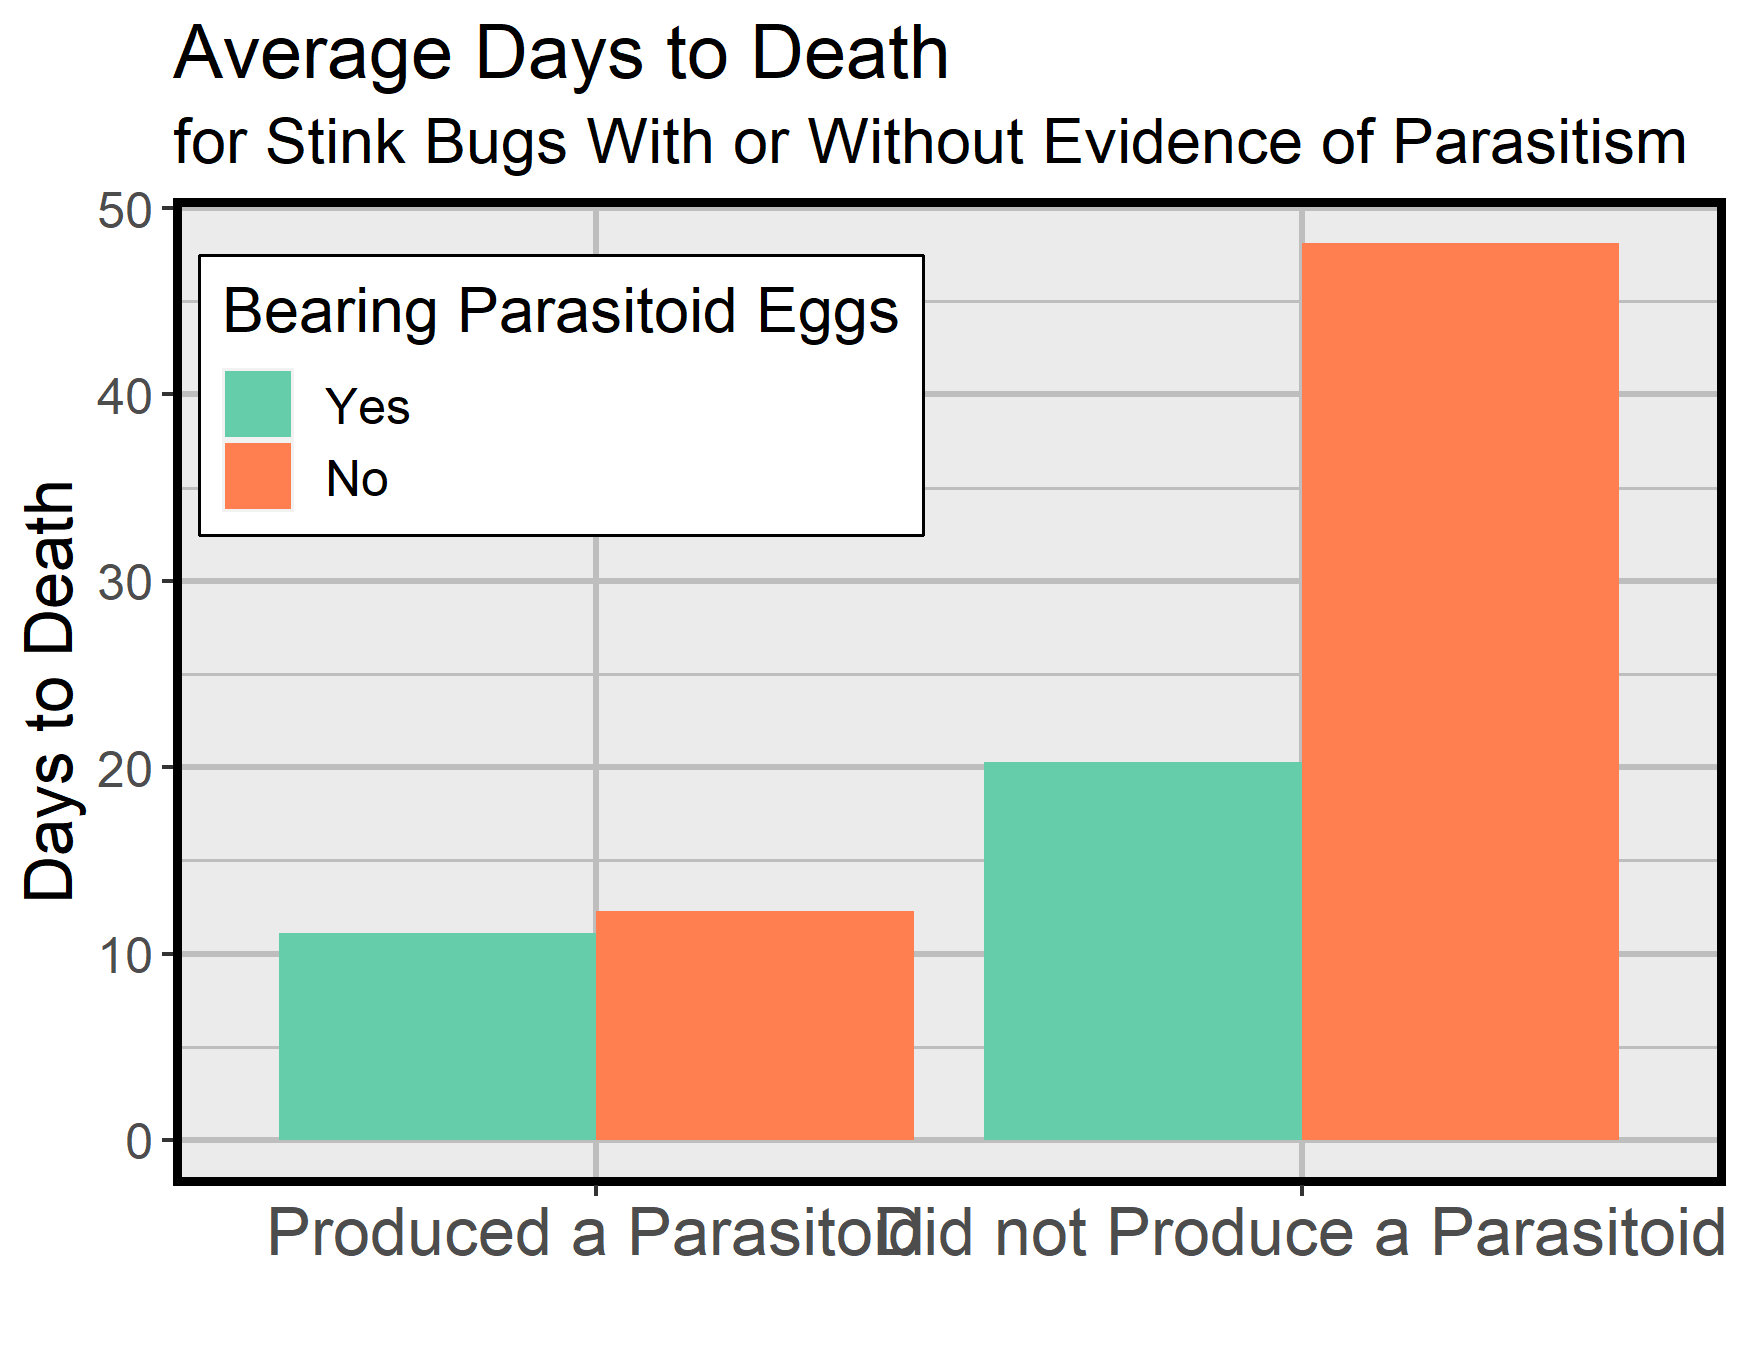 Average Days to Death
for Stink Bugs With or Without Evidence of Parasitism
50
Bearing Parasitoid Eggs
Yes
No
40
30
20
10
0
Days to Death
Produced a Parasitoid
Did not Produce a Parasitoid